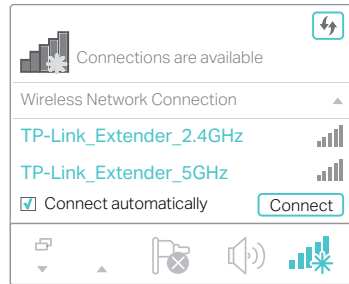 Connections are available
Wireless Network Connection
TP-Link_Extender_2.4GHz
TP-Link_Extender_5GHz
Connect automatically
Connect